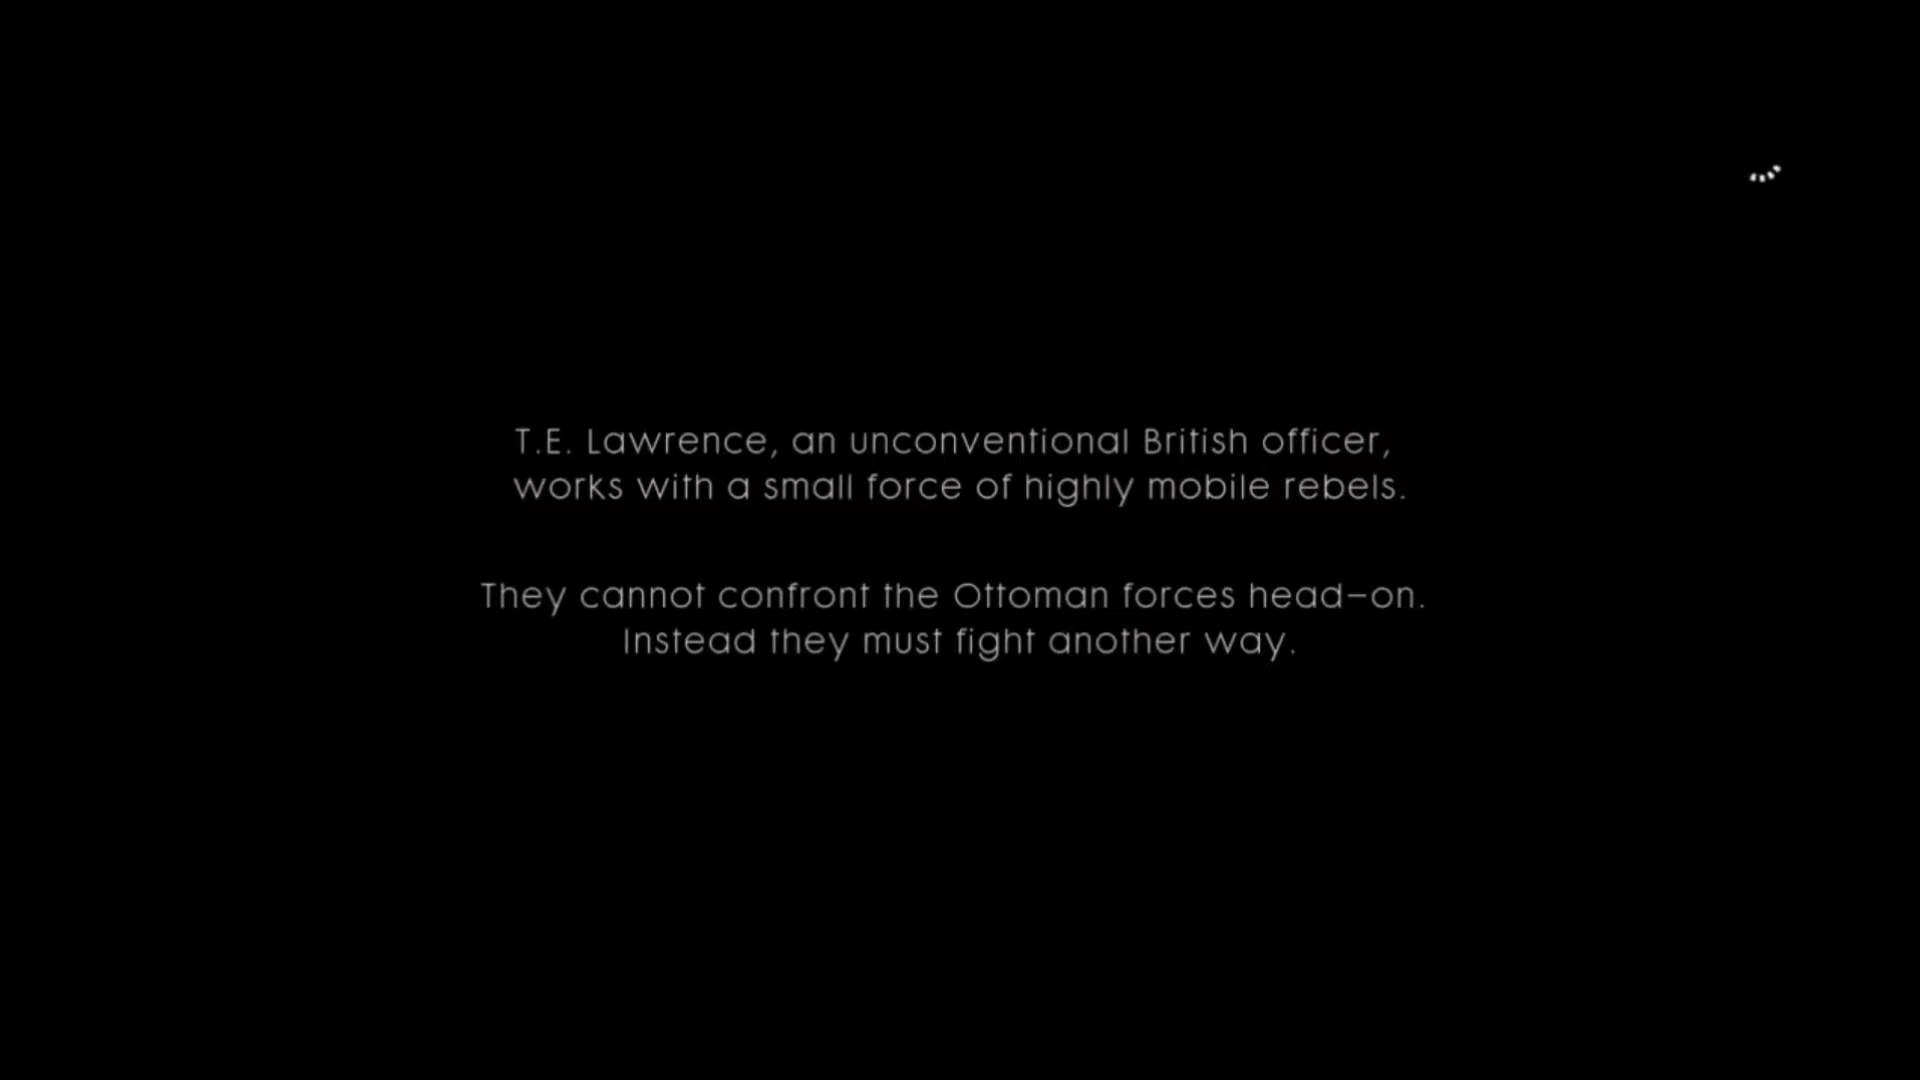 T.E. Lawrence, an unconventional British officer,
works with a small force of highly mobile rebels.
They cannot confront the Ottoman forces head–on.
Instead they must fight another way.